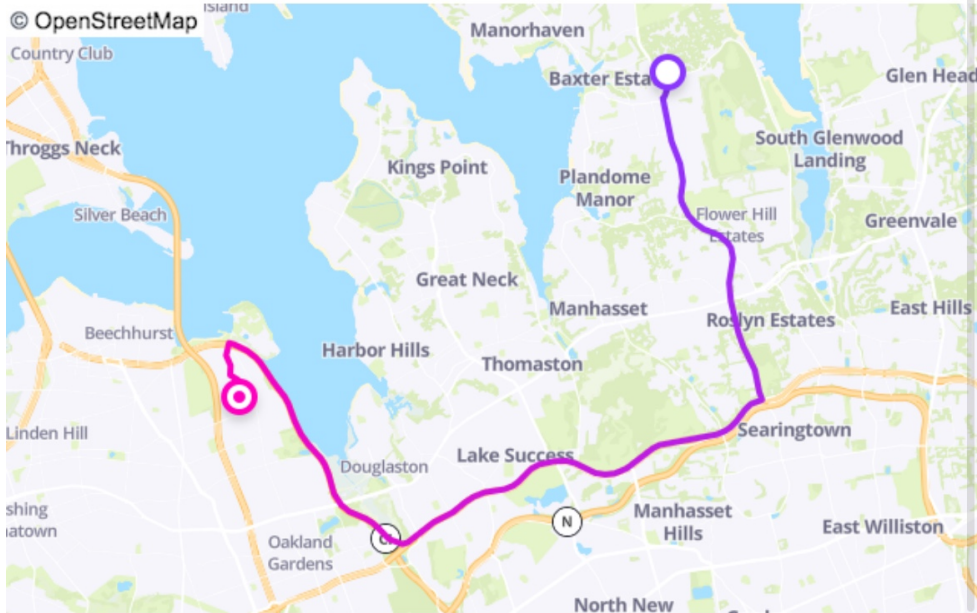 © OpenStreetMap
Island
Manorhaven
Country Club
Baxter Esta
Glen Head
Throggs Neck
South Glenwood
Landing
Kings Point
Plandome
Manor
Silver Beach
Flower Hill
Estates
Greenvale
Great Neck
Manhasset
East Hills
Beechhurst
Roslyn Estates
Harbor Hills
Thomaston
Linden Hill
Searingtown
Lake Success
Douglaston
shing
natown
N
Manhasset
Hills
East Williston
Oakland
Gardens
North New